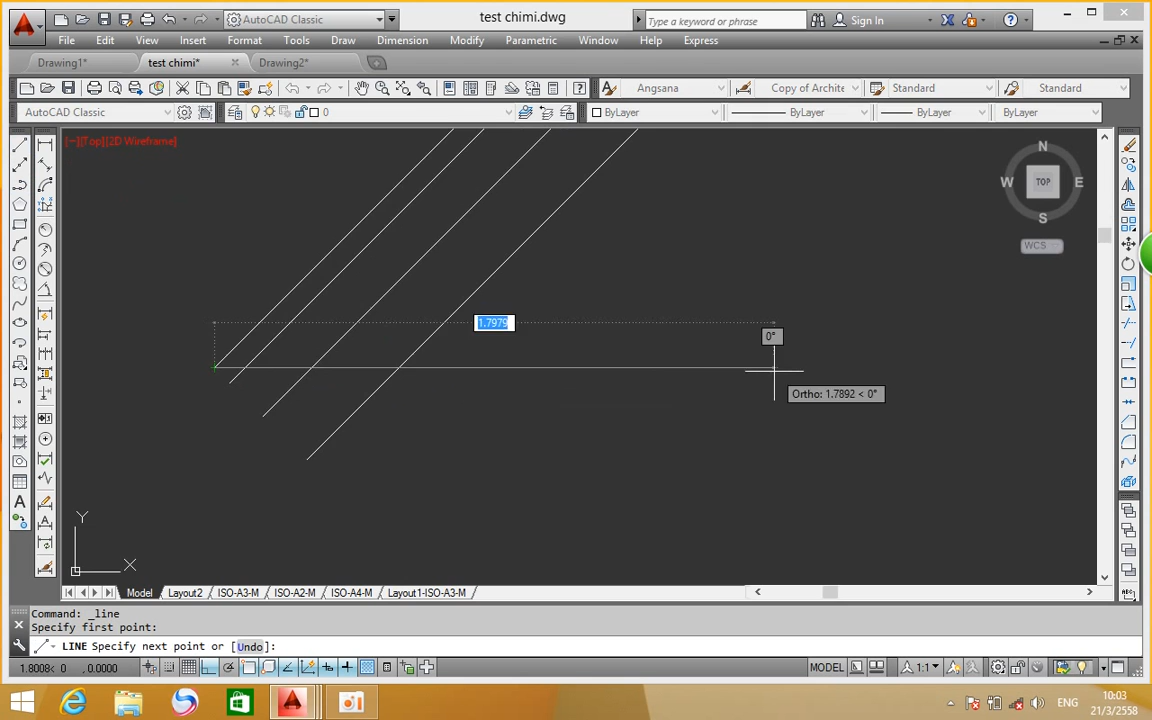 AutoCAD Classic
test chimi.dwg
Type a keyword or phrase
Sign In
File Edit View Insert Format Tools Draw Dimension Modify Parametric Window Help Express
Drawing1* test chimi* Drawing2*
Angsana Copy of Archite Standard Standard
AutoCAD Classic 0 ByLayer ByLayer ByLayer ByLayer
[−][Top][2D Wireframe]
N
W TOP E
S
WCS
1.7979
0°
Ortho: 1.7892 < 0°
Y
X
Model Layout2 ISO-A3-M ISO-A2-M ISO-A4-M Layout1-ISO-A3-M
Command: _line
Specify first point:
LINE Specify next point or [Undo]:
1.8008< 0 , 0.0000
MODEL 1:1
ENG
10:03
21/3/2558